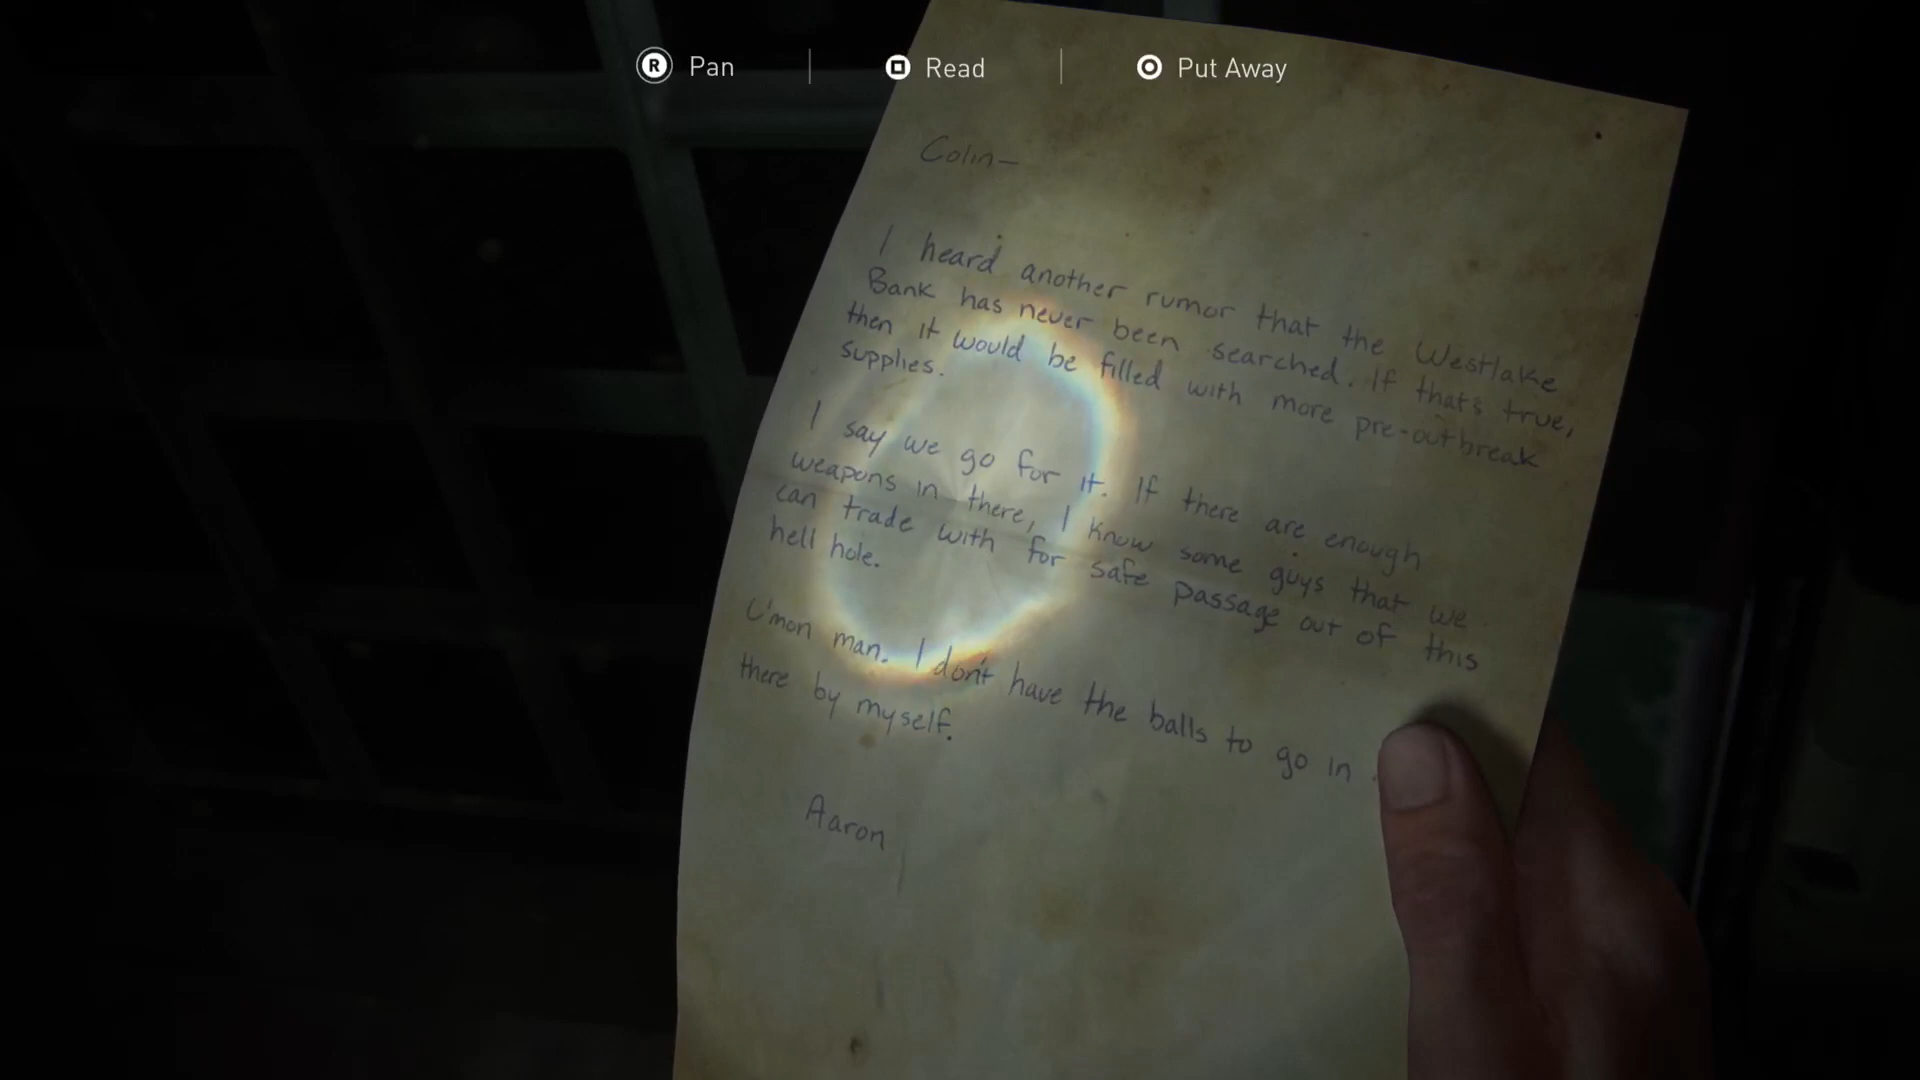 R Pan | Read | Put Away
Colin—
I heard another rumor that the Westlake
Bank has never been searched. If that's true,
then it would be filled with more pre-outbreak
supplies.
I say we go for it. If there are enough
weapons in there, I know some guys that we
can trade with for safe passage out of this
hell hole.
C'mon man. I don't have the balls to go in
there by myself.
Aaron